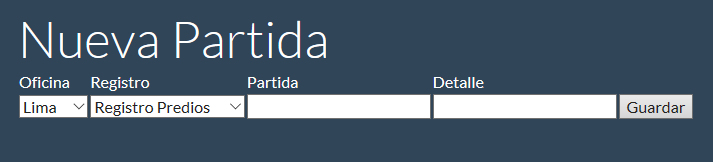 Nueva Partida
Oficina Registro Partida Detalle
Lima Registro Predios Guardar